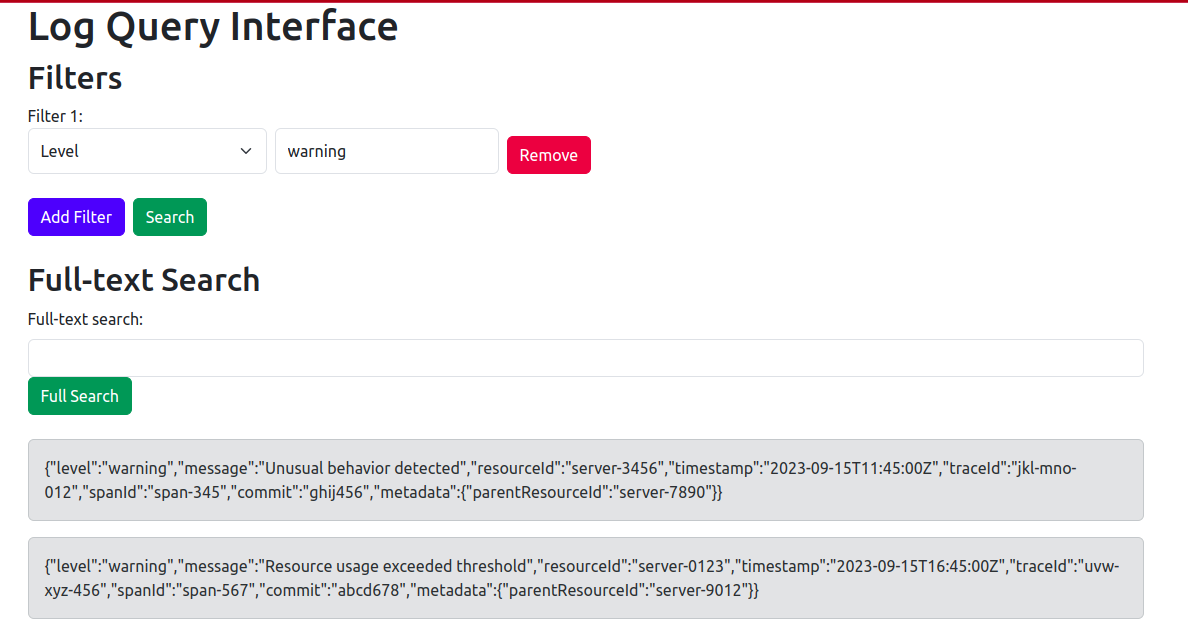 Log Query Interface
Filters
Filter 1:
Level warning Remove
Add Filter Search
Full-text Search
Full-text search:
Full Search
{"level":"warning","message":"Unusual behavior detected","resourceId":"server-3456","timestamp":"2023-09-15T11:45:00Z","traceId":"jkl-mno-
012","spanId":"span-345","commit":"ghij456","metadata":{"parentResourceId":"server-7890"}}
{"level":"warning","message":"Resource usage exceeded threshold","resourceId":"server-0123","timestamp":"2023-09-15T16:45:00Z","traceId":"uvw-
xyz-456","spanId":"span-567","commit":"abcd678","metadata":{"parentResourceId":"server-9012"}}